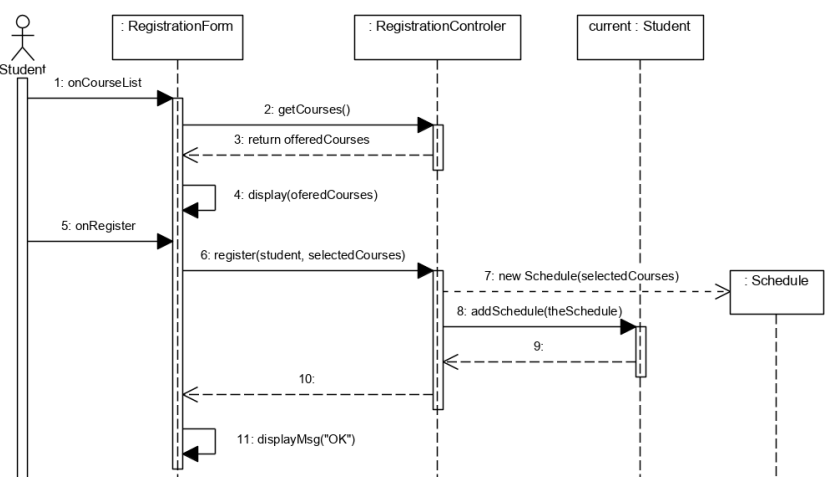 : RegistrationForm
: RegistrationControler
current : Student
Student
1: onCourseList
2: getCourses()
3: return offeredCourses
4: display(oferedCourses)
5: onRegister
6: register(student, selectedCourses)
7: new Schedule(selectedCourses)
: Schedule
8: addSchedule(theSchedule)
9:
10:
11: displayMsg("OK")